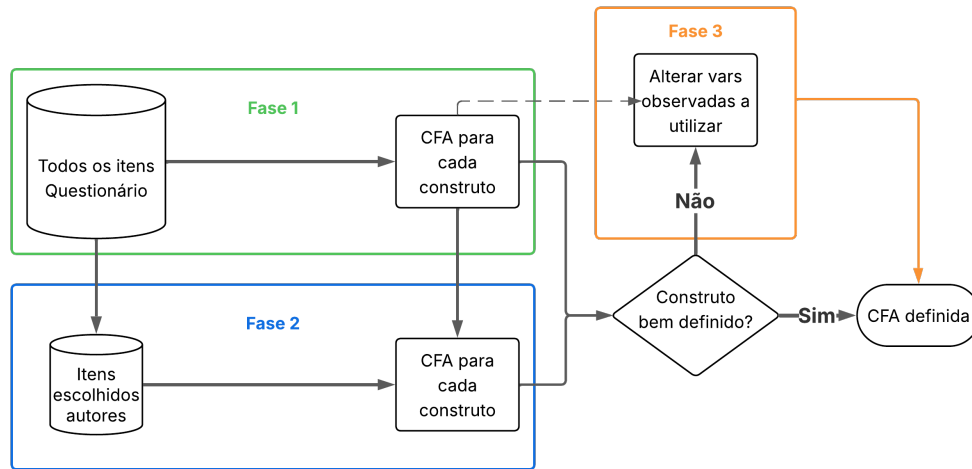 Fase 3
Alterar vars
observadas a
utilizar
Fase 1
Todos os itens
Questionário
CFA para
cada
construto
Não
Construto
bem definido?
Sim
CFA definida
Fase 2
Itens
escolhidos
autores
CFA para
cada
construto